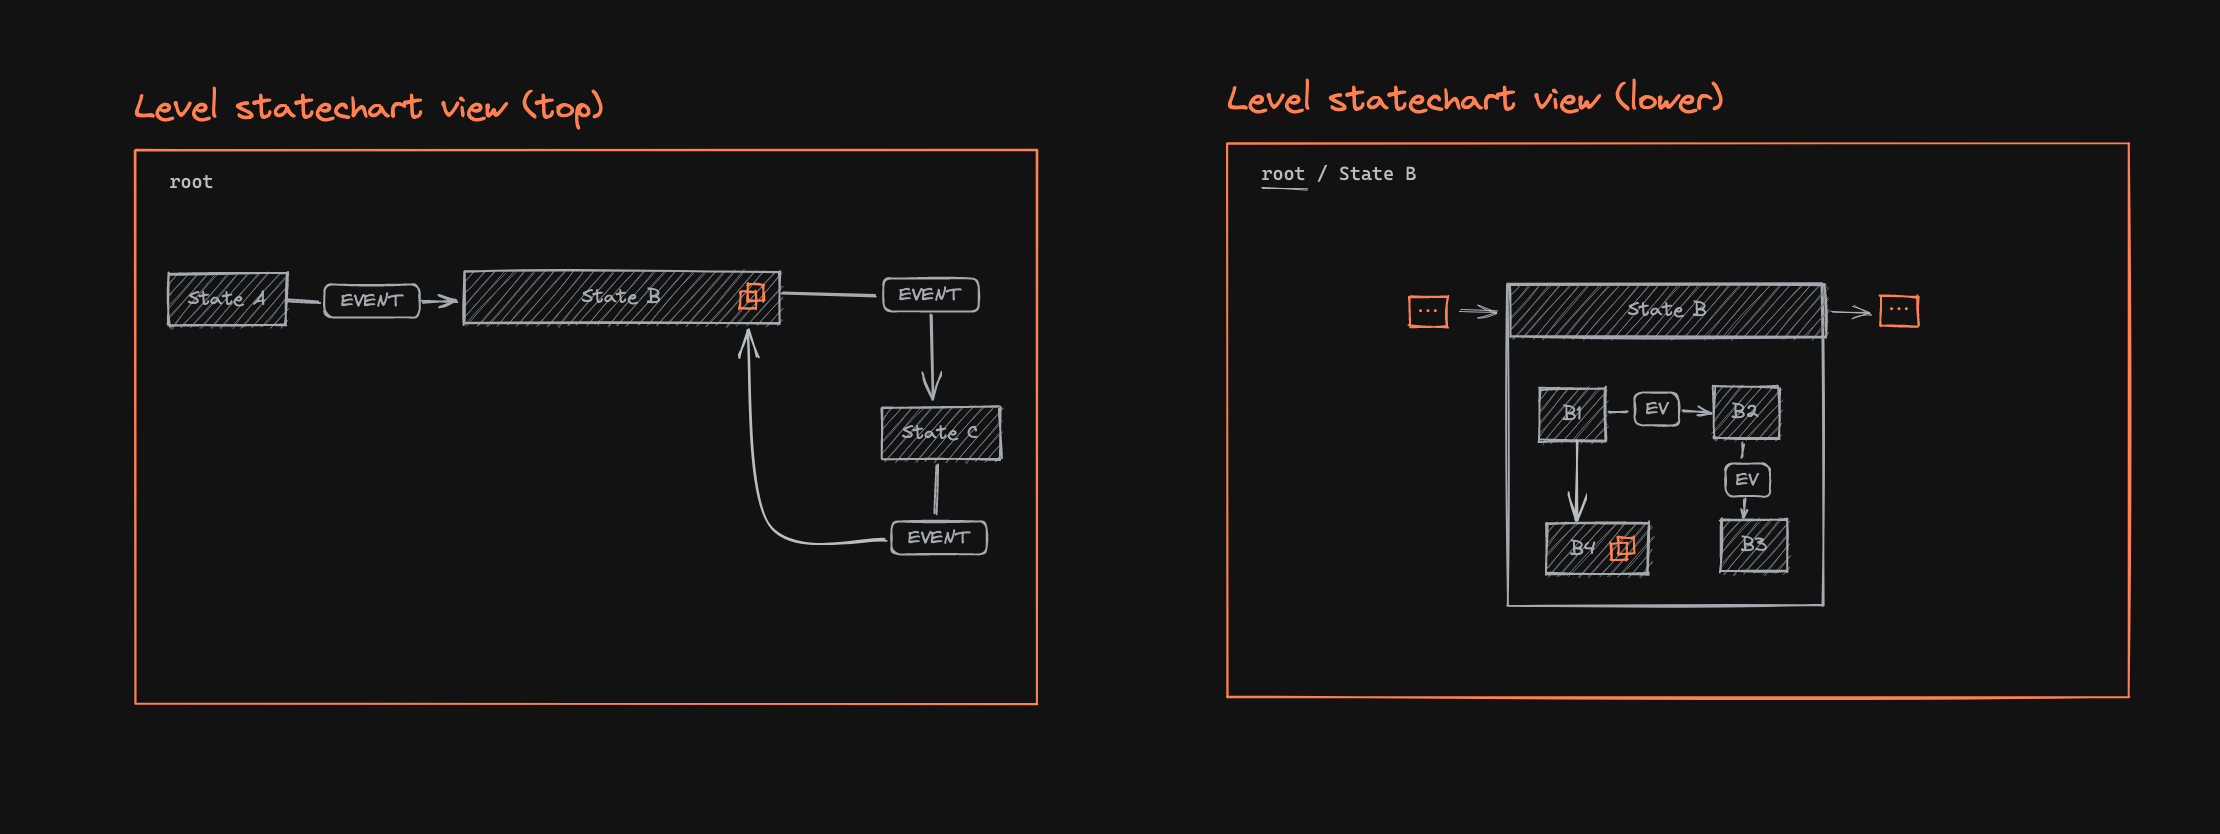 Level statechart view (top)
root
State A
EVENT
State B
EVENT
State C
EVENT
Level statechart view (lower)
root / State B
...
State B
...
B1
EV
B2
EV
B4
B3